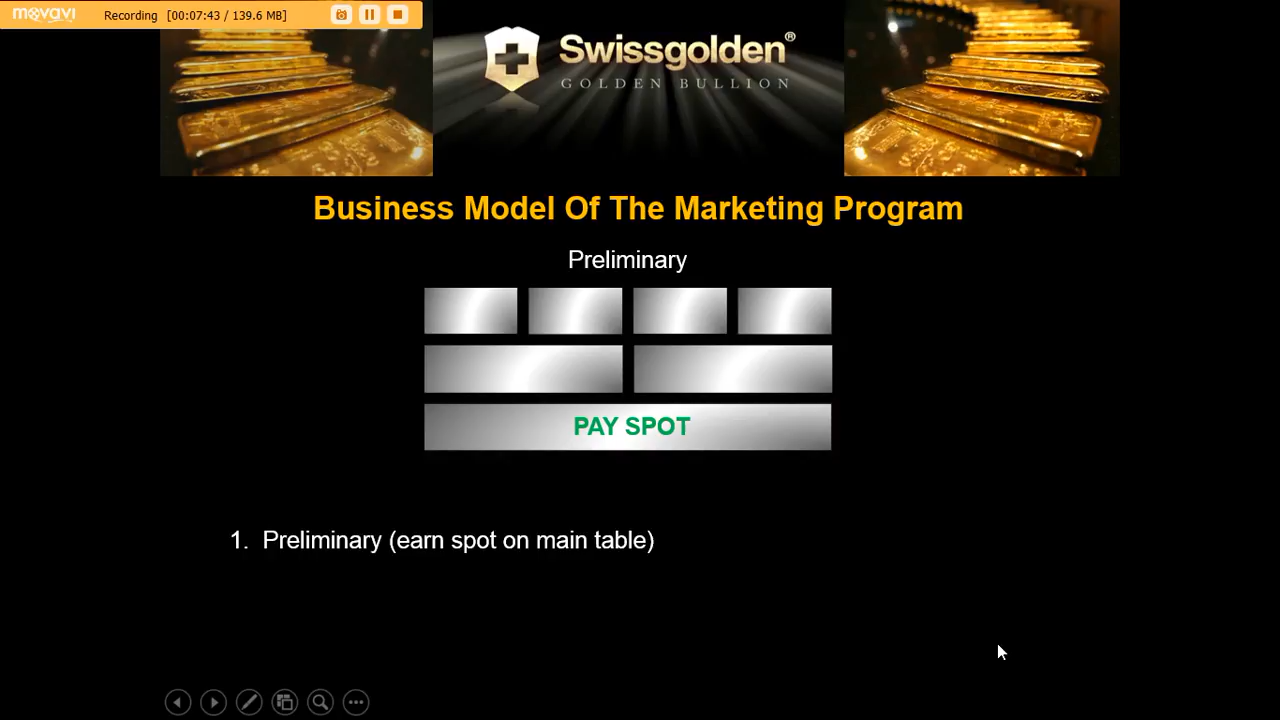 movavi
Recording [00:07:43 / 139.6 MB]
Swissgolden®
GOLDEN BULLION
Business Model Of The Marketing Program
Preliminary
PAY SPOT
1. Preliminary (earn spot on main table)